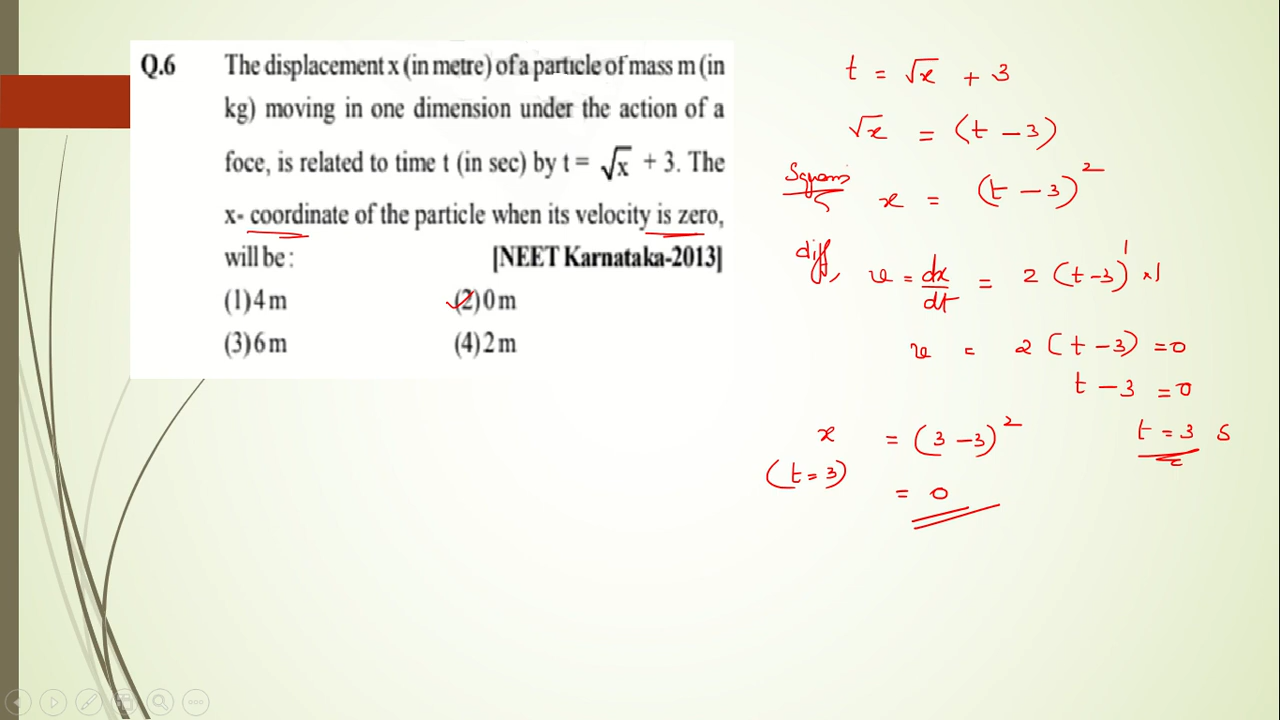 Q.6 The displacement x (in metre) of a particle of mass m (in
kg) moving in one dimension under the action of a
foce, is related to time t (in sec) by t = √x + 3. The
x- coordinate of the particle when its velocity is zero,
will be : [NEET Karnataka-2013]
(1) 4 m (2) 0 m
(3) 6 m (4) 2 m
t = √x + 3
√x = (t – 3)
x = (t – 3)²
diff, v = dx/dt = 2 (t–3)¹ ×1
v = 2 (t – 3) = 0
t – 3 = 0
t = 3 s
x = (3 – 3)²
(t = 3)
= 0